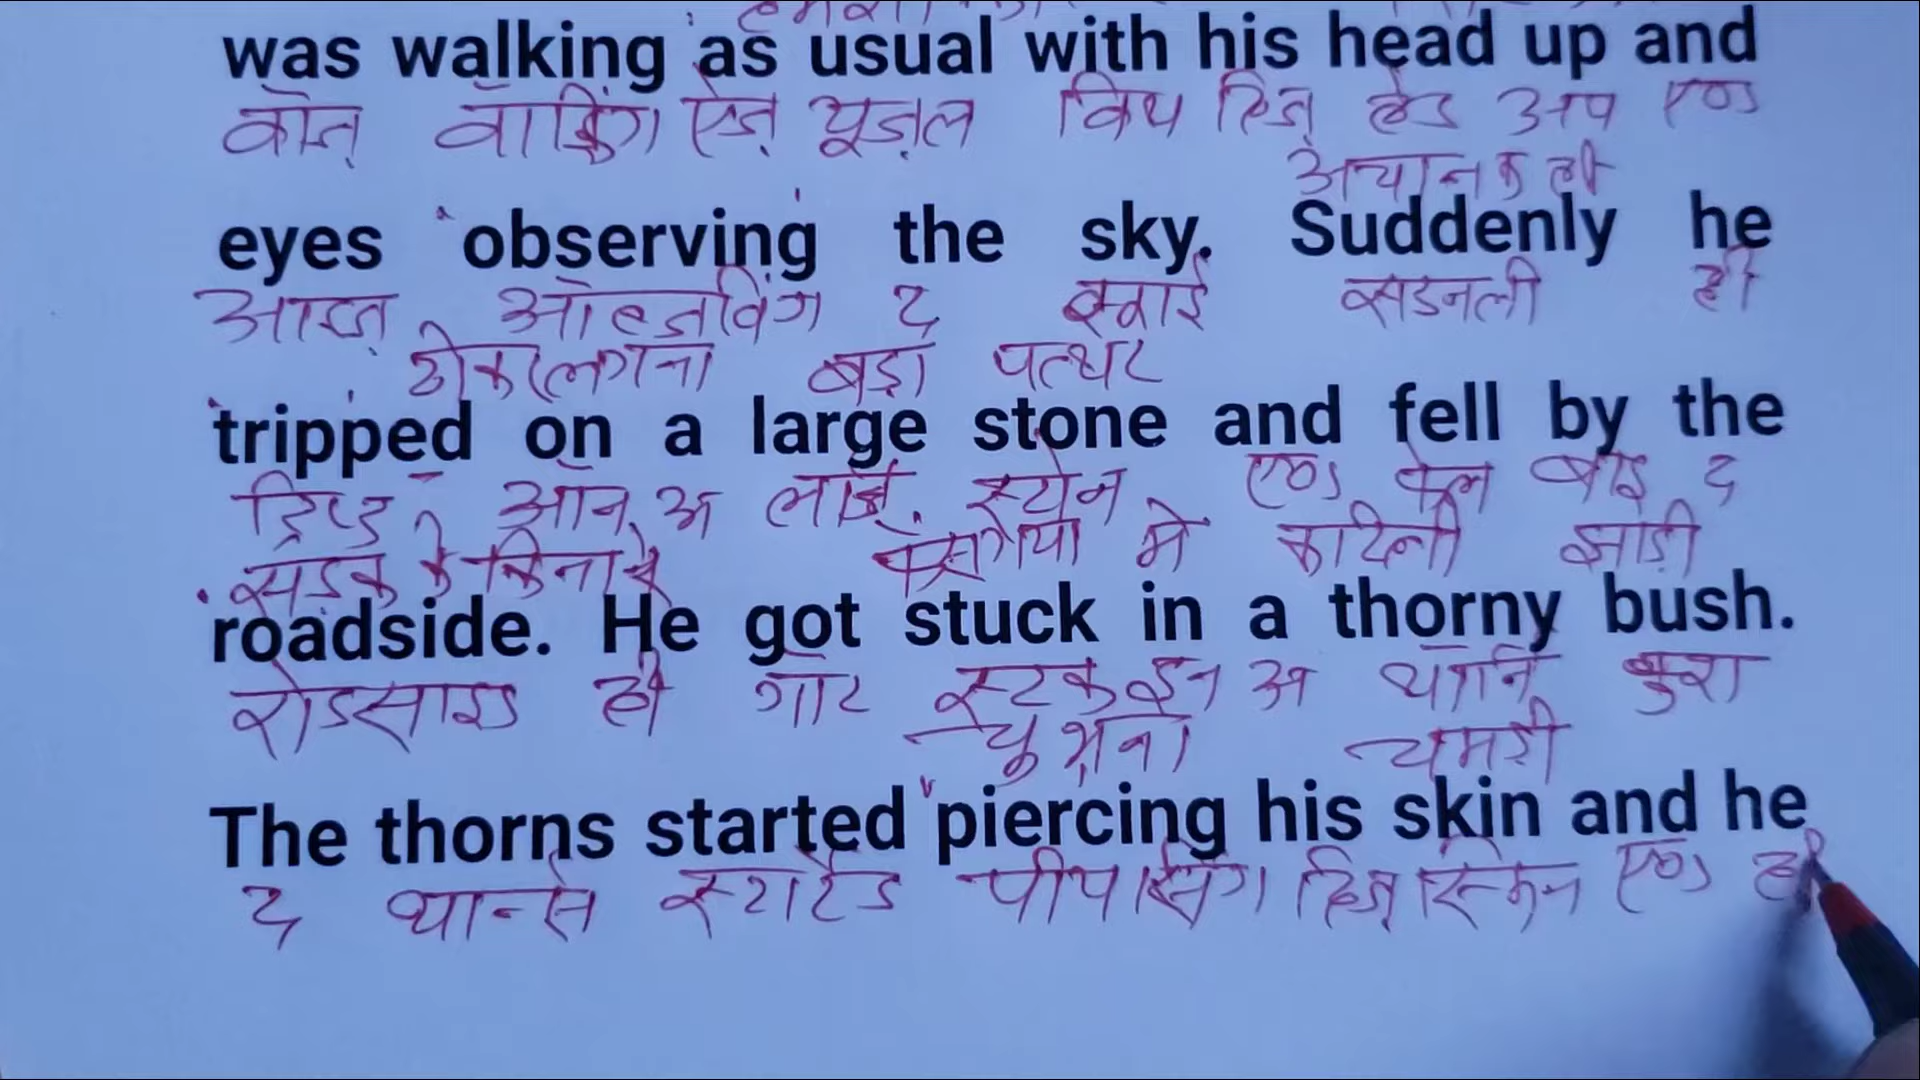 was walking as usual with his head up and
वॉज़ वॉकिंग ऐज़ यूज़ल विथ हिज़ हेड अप एण्ड
अचानक ही
eyes observing the sky. Suddenly he
आइज़ ऑब्जर्विंग द स्काई सडनली ही
ठोकर लगना बड़ा पत्थर
tripped on a large stone and fell by the
ट्रिप्ड ऑन अ लार्ज स्टोन एण्ड फेल बाइ द
सड़क के किनारे फंस गया मे झाड़ी
roadside. He got stuck in a thorny bush.
रोडसाइड ही गॉट स्टक इन अ थॉर्नि बुश
चुभना चमड़ी
The thorns started piercing his skin and he
द थार्न्स स्टार्टेड हिज़ स्किन एण्ड ही